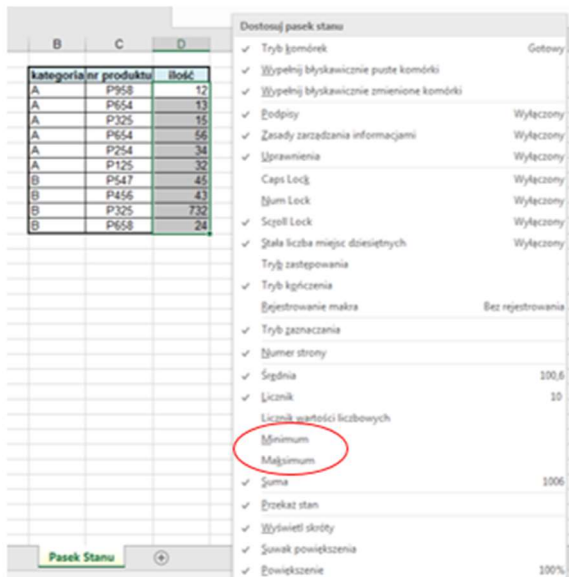 B C D
kategoria nr produktu ilość
A P958 12
A P654 13
A P325 15
A P654 56
A P254 34
A P125 32
B P547 45
B P456 43
B P325 732
B P658 24
Pasek Stanu
Dostosuj pasek stanu
Tryb komórek Gotowy
Wypełnij błyskawicznie puste komórki
Wypełnij błyskawicznie zmienione komórki
Podpisy Wyłączony
Zasady zarządzania informacjami Wyłączony
Uprawnienia Wyłączony
Caps Lock Wyłączony
Num Lock Wyłączony
Scroll Lock Wyłączony
Stała liczba miejsc dziesiętnych Wyłączony
Tryb zastępowania
Tryb kończenia
Rejestrowanie makra Bez rejestrowania
Tryb zaznaczania
Numer strony
Średnia 100,6
Licznik 10
Licznik wartości liczbowych
Minimum
Maksimum
Suma 1006
Przekaż stan
Wyświetl skróty
Suwak powiększenia
Powiększenie 100%